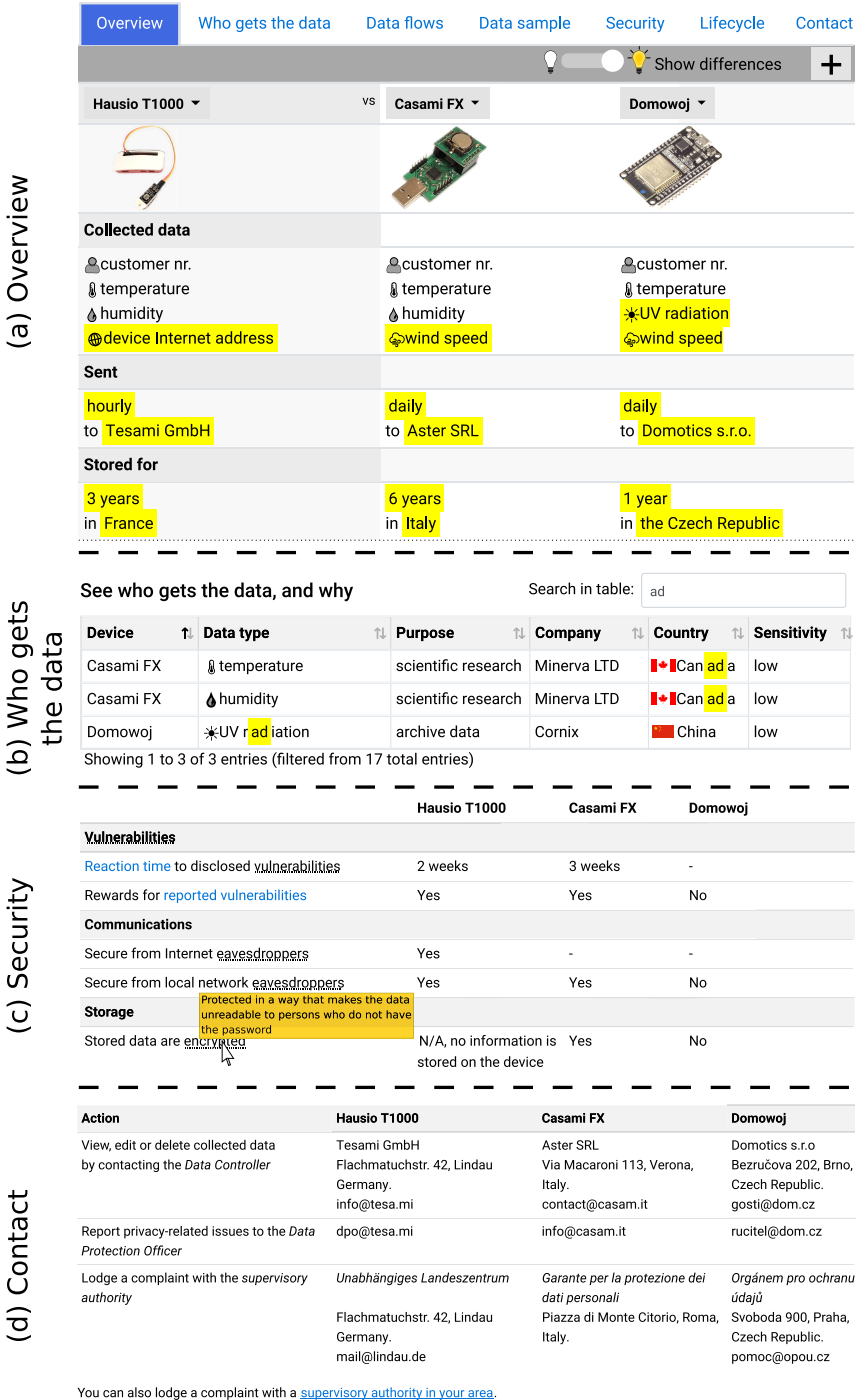 Overview Who gets the data Data flows Data sample Security Lifecycle Contact
Show differences +
Hausio T1000 vs Casami FX Domowoj
(a) Overview
Collected data
customer nr. customer nr. customer nr.
temperature temperature temperature
humidity humidity UV radiation
device Internet address wind speed wind speed
Sent
hourly daily daily
to Tesami GmbH to Aster SRL to Domotics s.r.o.
Stored for
3 years 6 years 1 year
in France in Italy in the Czech Republic
(b) Who gets
the data
See who gets the data, and why Search in table: ad
Device Data type Purpose Company Country Sensitivity
Casami FX temperature scientific research Minerva LTD Canada low
Casami FX humidity scientific research Minerva LTD Canada low
Domowoj UV radiation archive data Cornix China low
Showing 1 to 3 of 3 entries (filtered from 17 total entries)
(c) Security
Hausio T1000 Casami FX Domowoj
Vulnerabilities
Reaction time to disclosed vulnerabilities 2 weeks 3 weeks -
Rewards for reported vulnerabilities Yes Yes No
Communications
Secure from Internet eavesdroppers Yes - -
Secure from local network eavesdroppers Yes Yes No
Protected in a way that makes the data
unreadable to persons who do not have
the password
Storage
Stored data are encrypted N/A, no information is Yes No
stored on the device
(d) Contact
Action Hausio T1000 Casami FX Domowoj
View, edit or delete collected data Tesami GmbH Aster SRL Domotics s.r.o
by contacting the Data Controller Flachmatuchstr. 42, Lindau Via Macaroni 113, Verona, Bezručova 202, Brno,
Germany. Italy. Czech Republic.
info@tesa.mi contact@casam.it gosti@dom.cz
Report privacy-related issues to the Data dpo@tesa.mi info@casam.it rucitel@dom.cz
Protection Officer
Lodge a complaint with the supervisory Unabhängiges Landeszentrum Garante per la protezione dei Orgánem pro ochranu
authority dati personali údajů
Flachmatuchstr. 42, Lindau Piazza di Monte Citorio, Roma, Svoboda 900, Praha,
Germany. Italy. Czech Republic.
mail@lindau.de pomoc@opou.cz
You can also lodge a complaint with a supervisory authority in your area.